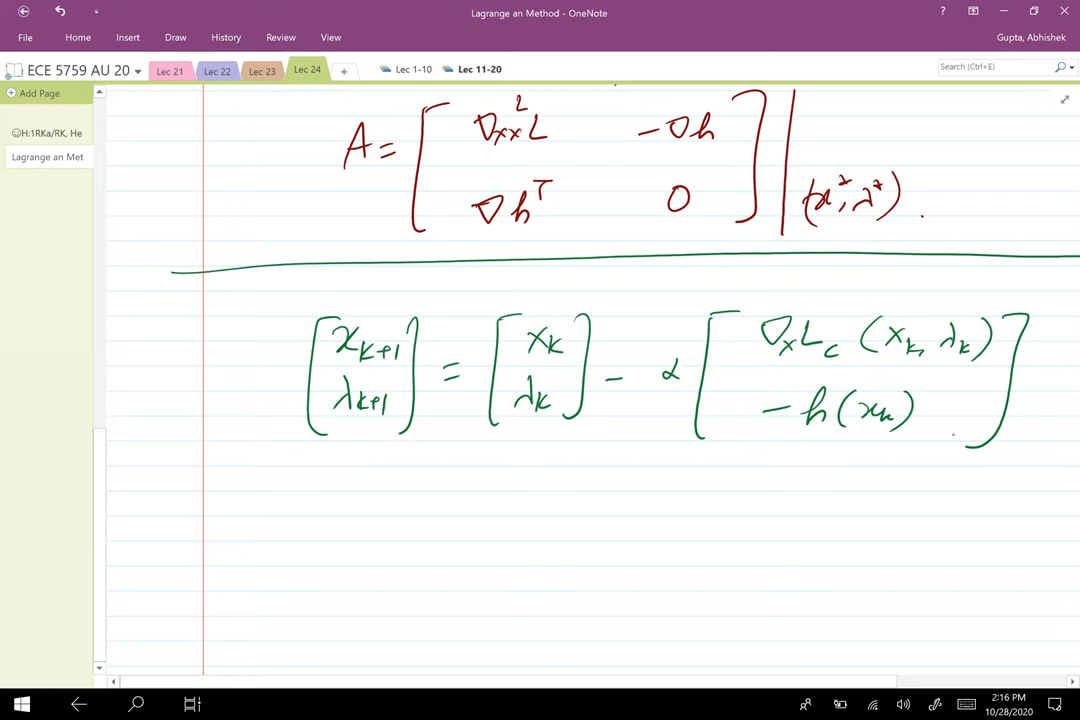 Lagrange an Method - OneNote
Gupta, Abhishek
File Home Insert Draw History Review View
ECE 5759 AU 20 Lec 21 Lec 22 Lec 23 Lec 24 + Lec 1-10 Lec 11-20
Search (Ctrl+E)
Add Page
☺H:1RKa/RK, He
Lagrange an Met
A = [ ∇²ₓₓL −∇h
∇hᵀ 0 ] | (x*, λ*).
[ xₖ₊₁ λₖ₊₁ ] = [ xₖ λₖ ] − α [ ∇ₓL_c (xₖ, λₖ)
− h(xₖ) ]
2:16 PM
10/28/2020